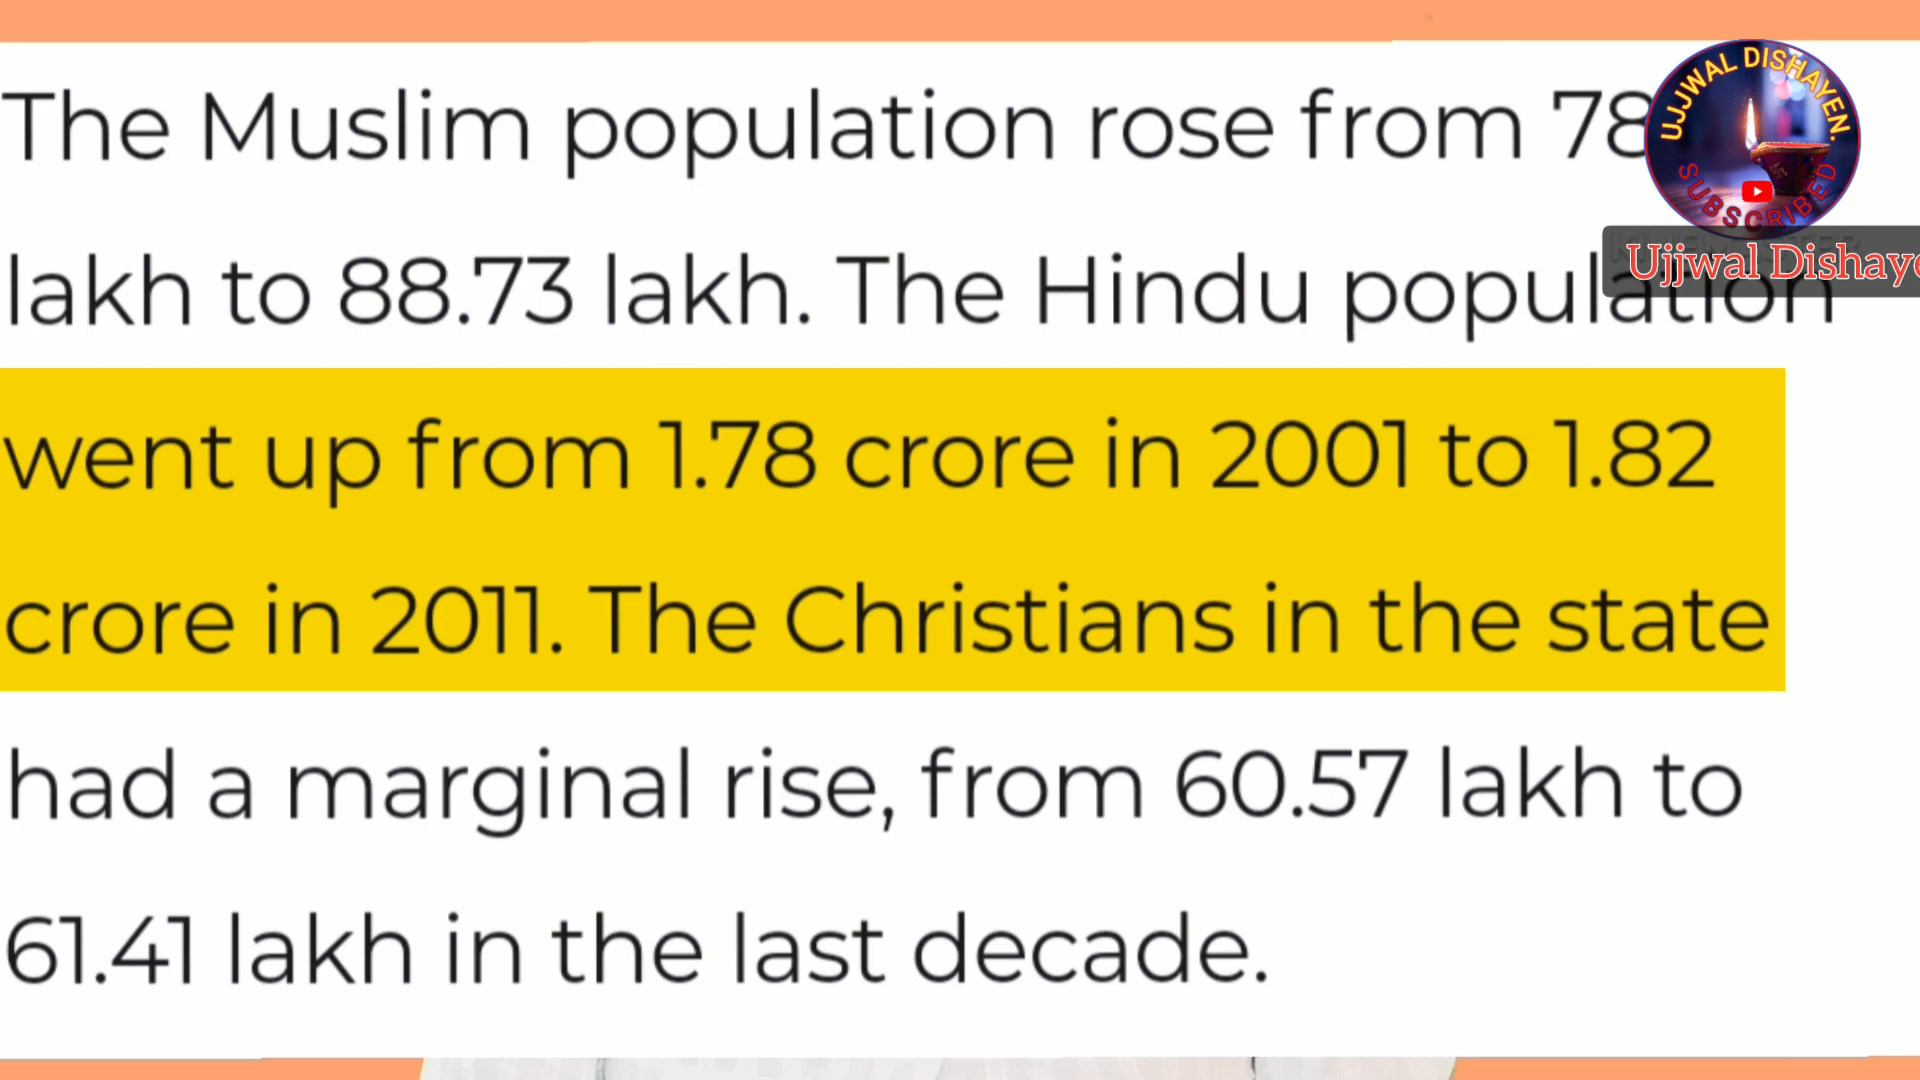 The Muslim population rose from 78
lakh to 88.73 lakh. The Hindu population
went up from 1.78 crore in 2001 to 1.82
crore in 2011. The Christians in the state
had a marginal rise, from 60.57 lakh to
61.41 lakh in the last decade.
UJJWAL DISHAYEN.
SUBSCRIBED
Ujjwal Dishaye